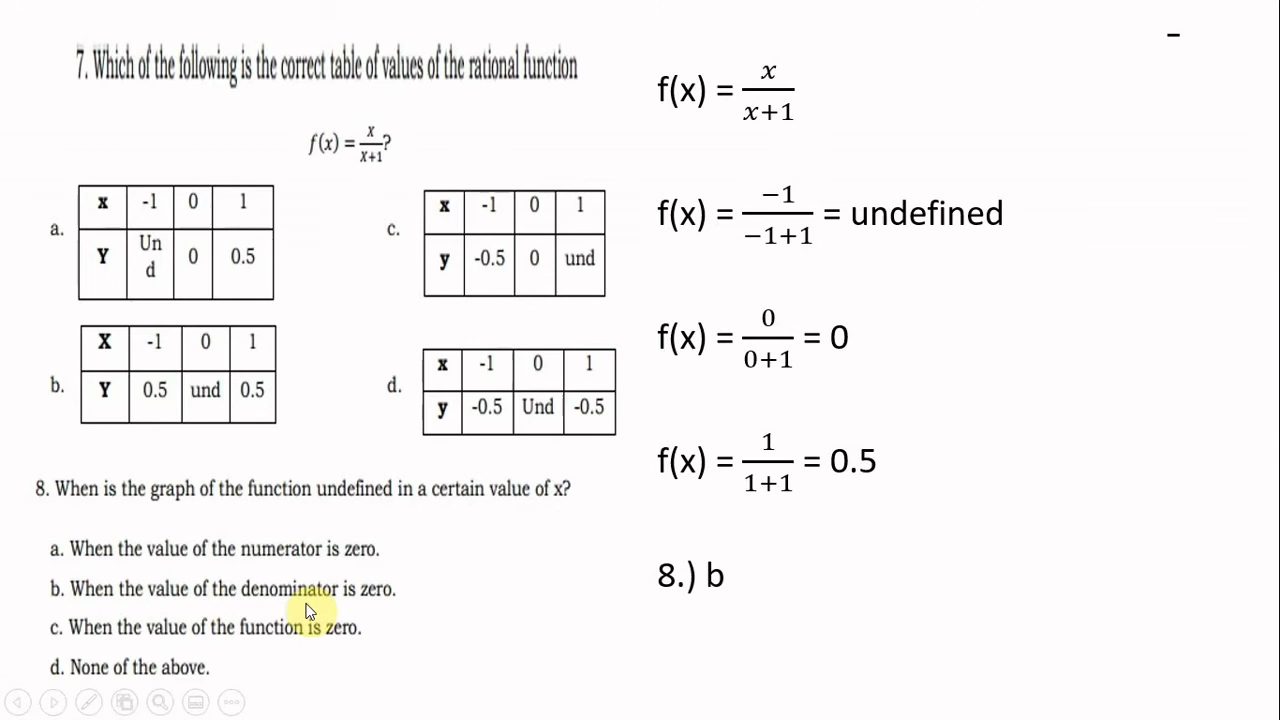 7. Which of the following is the correct table of values of the rational function
f(x) = x/x+1?
a.
x -1 0 1
Y Un d 0 0.5
c.
x -1 0 1
y -0.5 0 und
b.
X -1 0 1
Y 0.5 und 0.5
d.
x -1 0 1
y -0.5 Und -0.5
8. When is the graph of the function undefined in a certain value of x?
a. When the value of the numerator is zero.
b. When the value of the denominator is zero.
c. When the value of the function is zero.
d. None of the above.
–
f(x) = x/x+1
f(x) = −1/−1+1 = undefined
f(x) = 0/0+1 = 0
f(x) = 1/1+1 = 0.5
8.) b